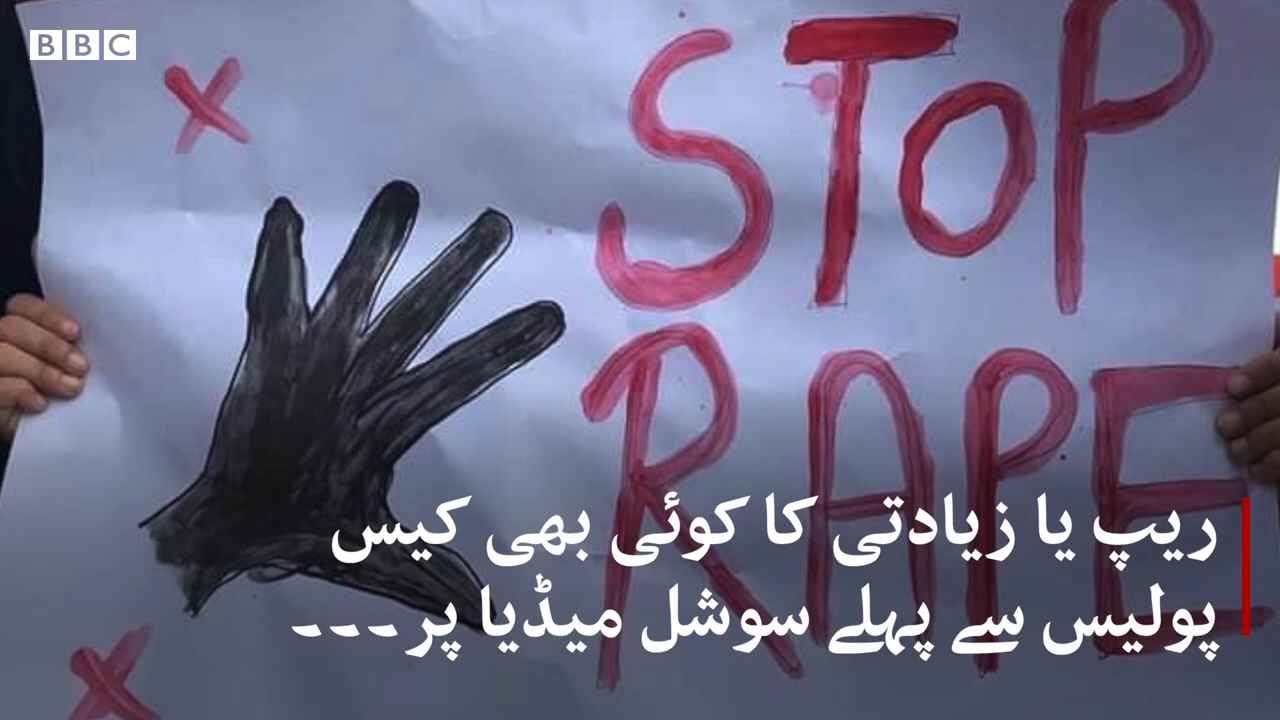 BBC
STOP
RAPE
ریپ یا زیادتی کا کوئی بھی کیس
پولیس سے پہلے سوشل میڈیا پر۔۔۔